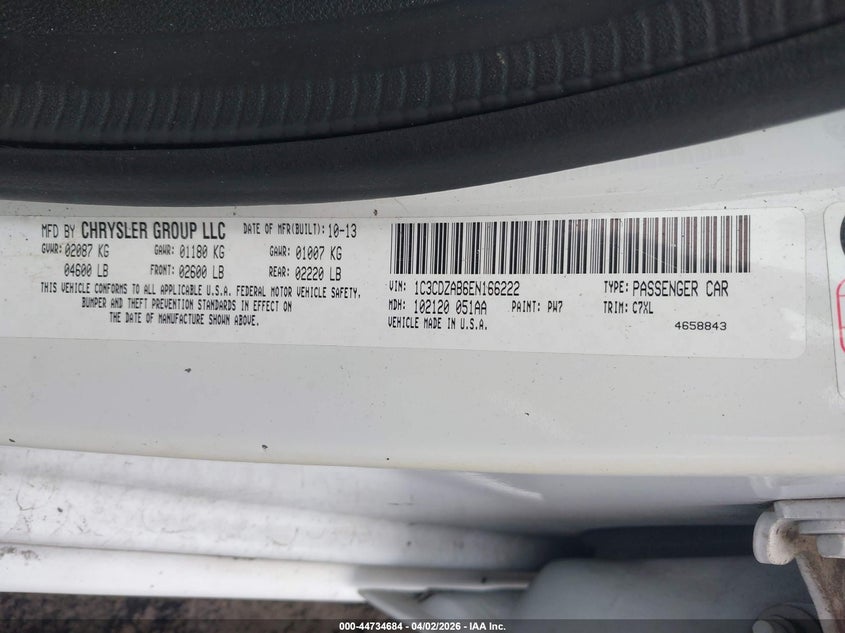 MFD BY CHRYSLER GROUP LLC DATE OF MFR(BUILT): 10-13
GVWR: 02087 KG GAWR: 01180 KG GAWR: 01007 KG
04600 LB FRONT: 02600 LB REAR: 02220 LB
THIS VEHICLE CONFORMS TO ALL APPLICABLE U.S.A. FEDERAL MOTOR VEHICLE SAFETY,
BUMPER AND THEFT PREVENTION STANDARDS IN EFFECT ON
THE DATE OF MANUFACTURE SHOWN ABOVE.
VIN: 1C3CDZAB6EN166222 TYPE: PASSENGER CAR
MDH: 102120 051AA PAINT: PW7 TRIM: C7XL
VEHICLE MADE IN U.S.A. 4658843
000-44734684 - 04/02/2026 - IAA Inc.